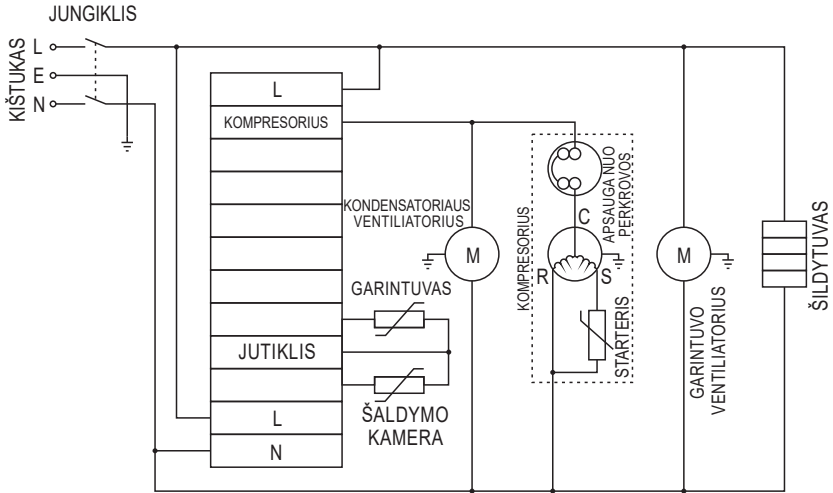 JUNGIKLIS
KIŠTUKAS
L
E
N
L
KOMPRESORIUS
JUTIKLIS
L
N
KONDENSATORIAUS
VENTILIATORIUS
M
GARINTUVAS
ŠALDYMO
KAMERA
KOMPRESORIUS
APSAUGA NUO
PERKROVOS
C
R
S
STARTERIS
M
GARINTUVO
VENTILIATORIUS
ŠILDYTUVAS